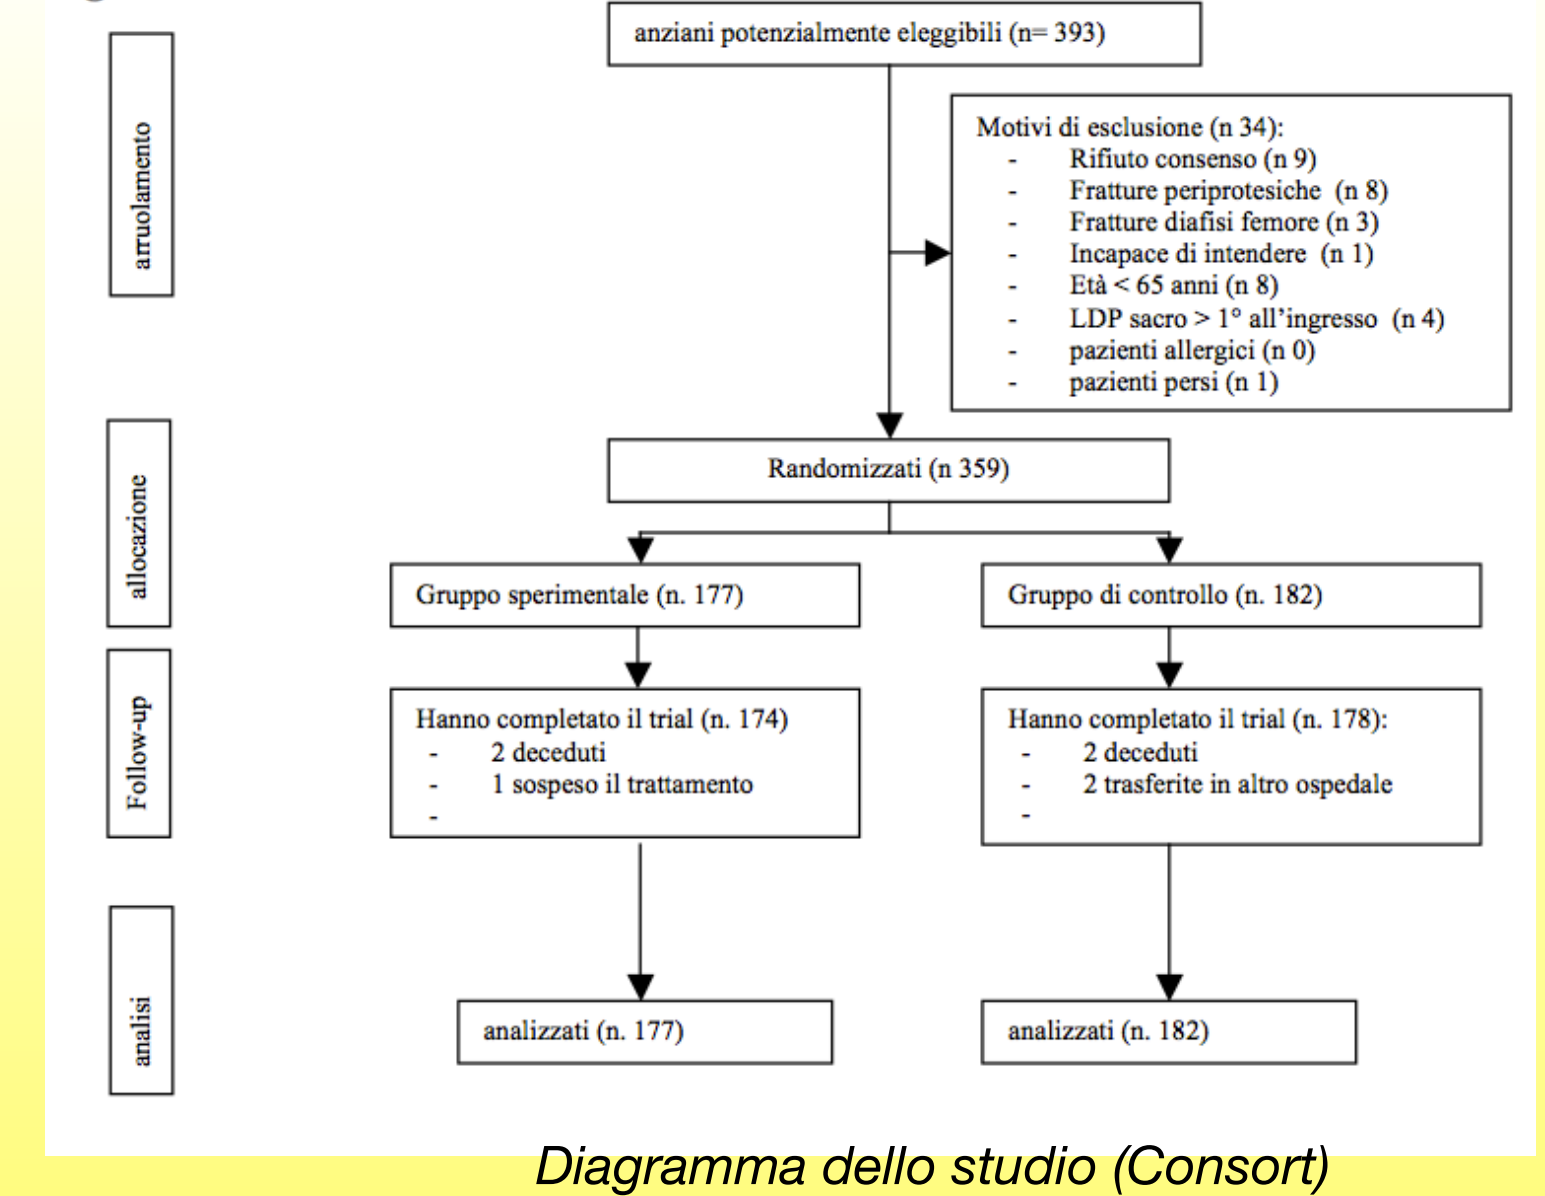 anziani potenzialmente eleggibili (n= 393)
arruolamento
Motivi di esclusione (n 34):
- Rifiuto consenso (n 9)
- Fratture periprotesiche (n 8)
- Fratture diafisi femore (n 3)
- Incapace di intendere (n 1)
- Età < 65 anni (n 8)
- LDP sacro > 1° all'ingresso (n 4)
- pazienti allergici (n 0)
- pazienti persi (n 1)
allocazione
Randomizzati (n 359)
Gruppo sperimentale (n. 177)
Gruppo di controllo (n. 182)
Follow-up
Hanno completato il trial (n. 174)
- 2 deceduti
- 1 sospeso il trattamento
-
Hanno completato il trial (n. 178):
- 2 deceduti
- 2 trasferite in altro ospedale
-
analisi
analizzati (n. 177)
analizzati (n. 182)
Diagramma dello studio (Consort)